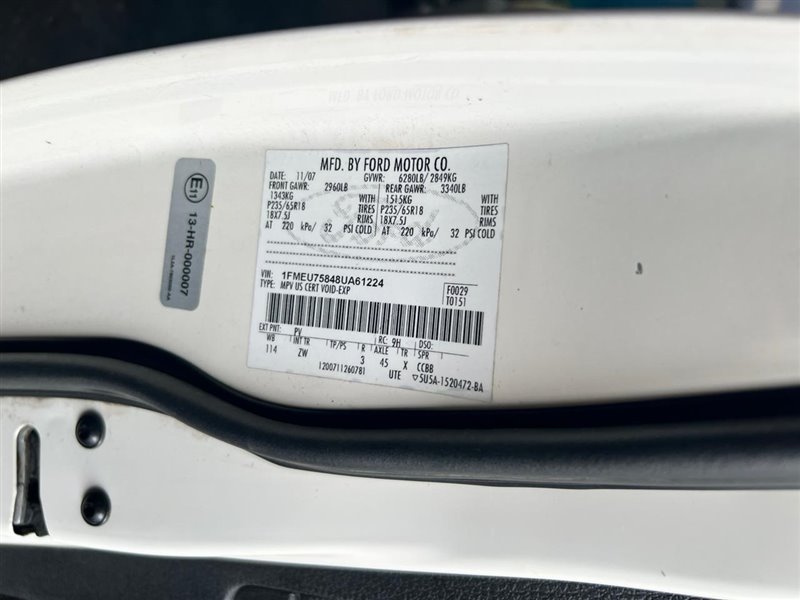 MFD. BY FORD MOTOR CO.
DATE: 11/07 GVWR: 6280LB/ 2849KG
FRONT GAWR: 2960LB REAR GAWR: 3340LB
1343KG WITH 1515KG WITH
P235/65R18 TIRES P235/65R18 TIRES
18X7.5J RIMS 18X7.5J RIMS
AT 220 kPa/ 32 PSI COLD AT 220 kPa/ 32 PSI COLD
VIN: 1FMEU75848UA61224
TYPE: MPV US CERT VOID-EXP
F0029
T0151
EXT PNT: PV RC: 9H DSO:
WB INT TR TP/PS R AXLE TR SPR
114 ZW 3 45 X CCBB
1200711260781 UTE ▽5U5A-1520472-BA
E11
13-HR-000007